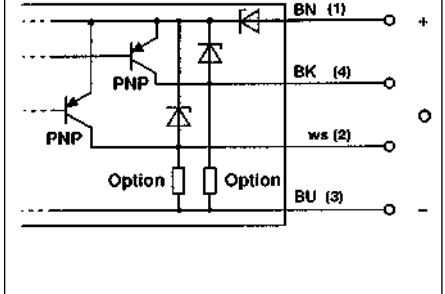 BN (1)
+
PNP
BK (4)
PNP
ws (2)
Option
Option
BU (3)
−